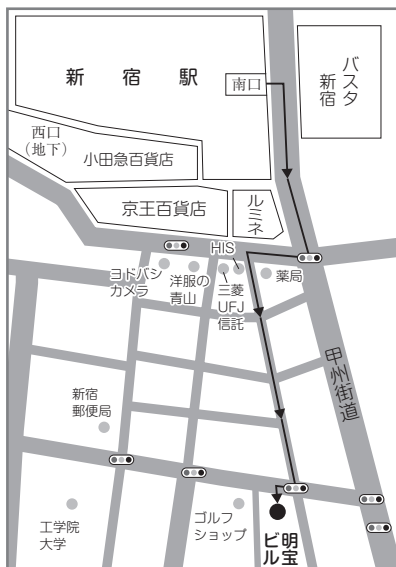 新宿駅
南口
バスタ
新宿
西口
（地下）
小田急百貨店
京王百貨店
ルミネ
HIS
ヨドバシ
カメラ
洋服の
青山
三菱
UFJ
信託
薬局
甲州街道
新宿
郵便局
工学院
大学
ゴルフ
ショップ
明宝
ビル